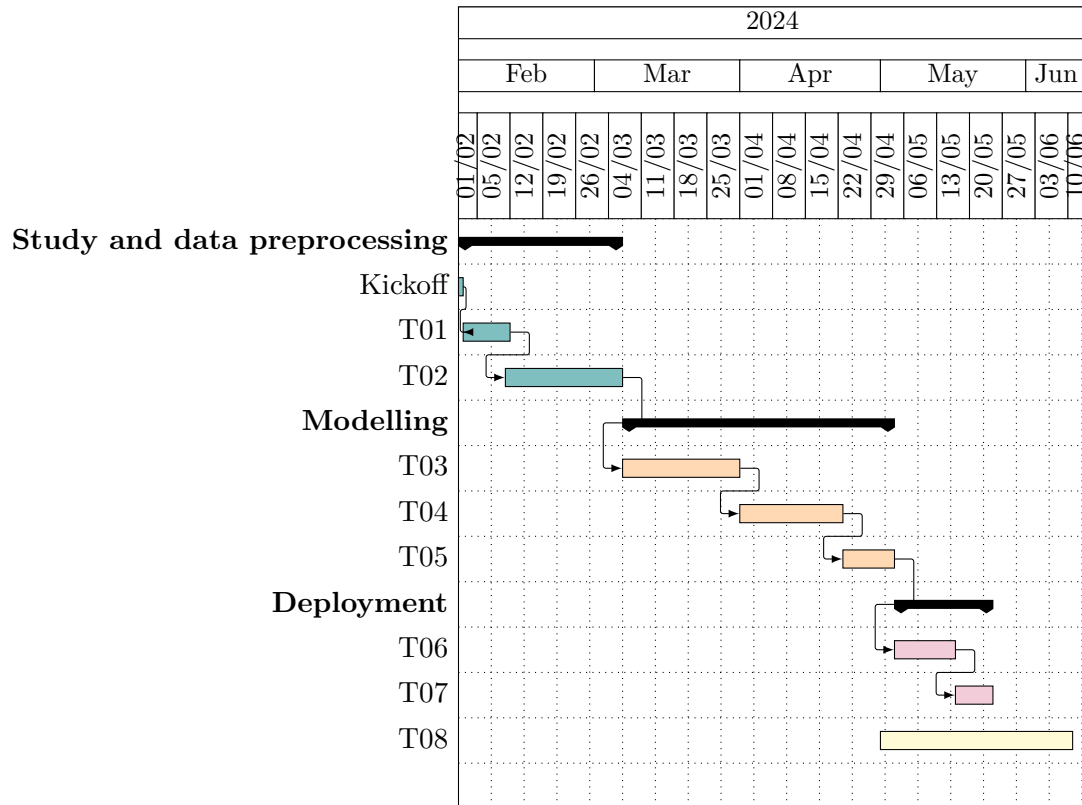 2024
Feb Mar Apr May Jun
01/02 05/02 12/02 19/02 26/02 04/03 11/03 18/03 25/03 01/04 08/04 15/04 22/04 29/04 06/05 13/05 20/05 27/05 03/06 10/06
Study and data preprocessing
Kickoff
T01
T02
Modelling
T03
T04
T05
Deployment
T06
T07
T08